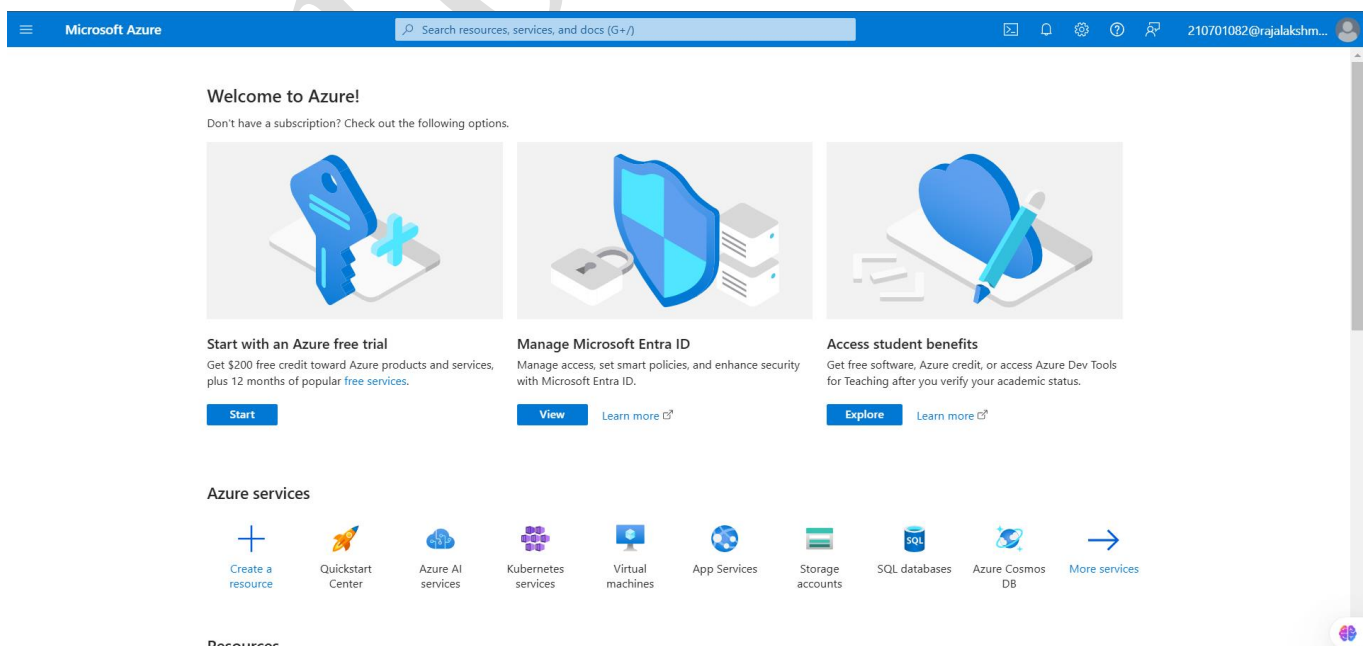 Microsoft Azure
Search resources, services, and docs (G+/)
210701082@rajalakshm...
Welcome to Azure!
Don't have a subscription? Check out the following options.
Start with an Azure free trial
Get $200 free credit toward Azure products and services,
plus 12 months of popular free services.
Start
Manage Microsoft Entra ID
Manage access, set smart policies, and enhance security
with Microsoft Entra ID.
View Learn more
Access student benefits
Get free software, Azure credit, or access Azure Dev Tools
for Teaching after you verify your academic status.
Explore Learn more
Azure services
Create a
resource
Quickstart
Center
Azure AI
services
Kubernetes
services
Virtual
machines
App Services
Storage
accounts
SQL
SQL databases
Azure Cosmos
DB
More services
Resources